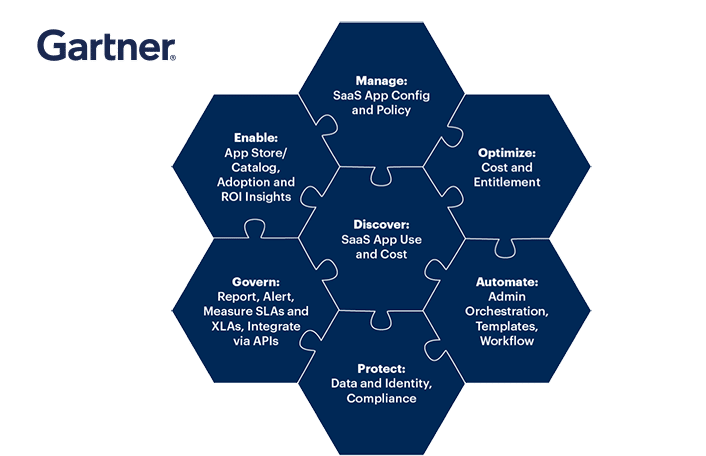 Gartner®
Manage:
SaaS App Config
and Policy
Enable:
App Store/
Catalog,
Adoption and
ROI Insights
Optimize:
Cost and
Entitlement
Discover:
SaaS App Use
and Cost
Govern:
Report, Alert,
Measure SLAs and
XLAs, Integrate
via APIs
Automate:
Admin
Orchestration,
Templates,
Workflow
Protect:
Data and Identity,
Compliance